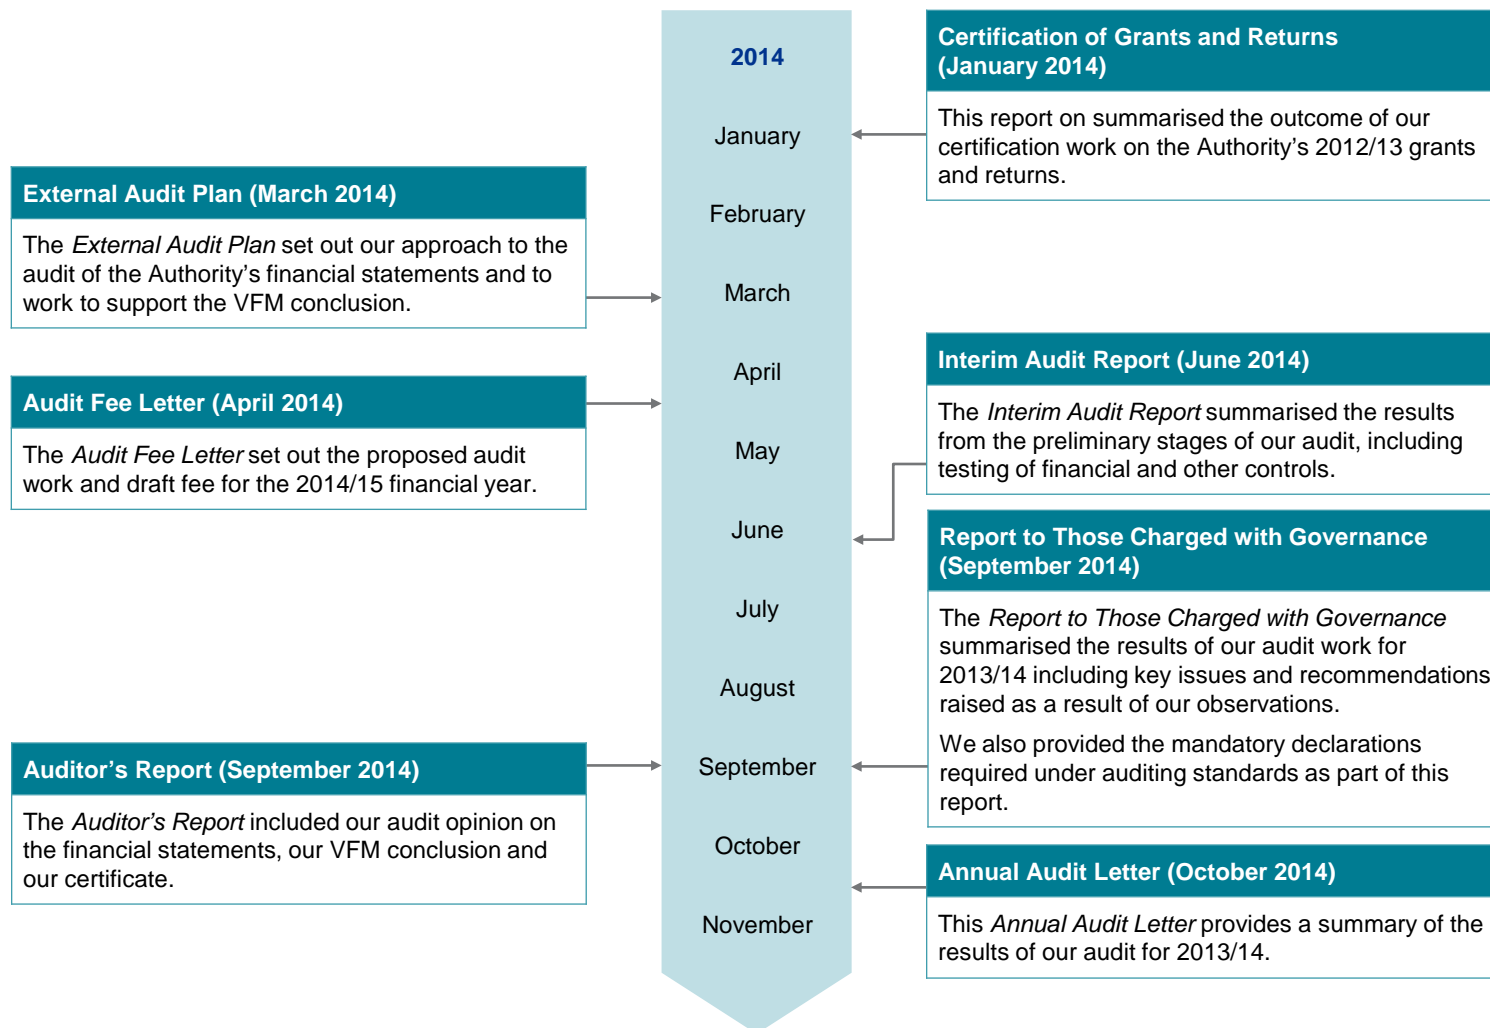 2014
January
February
March
April
May
June
July
August
September
October
November
External Audit Plan (March 2014)
The External Audit Plan set out our approach to the
audit of the Authority’s financial statements and to
work to support the VFM conclusion.
Audit Fee Letter (April 2014)
The Audit Fee Letter set out the proposed audit
work and draft fee for the 2014/15 financial year.
Auditor’s Report (September 2014)
The Auditor’s Report included our audit opinion on
the financial statements, our VFM conclusion and
our certificate.
Certification of Grants and Returns
(January 2014)
This report on summarised the outcome of our
certification work on the Authority’s 2012/13 grants
and returns.
Interim Audit Report (June 2014)
The Interim Audit Report summarised the results
from the preliminary stages of our audit, including
testing of financial and other controls.
Report to Those Charged with Governance
(September 2014)
The Report to Those Charged with Governance
summarised the results of our audit work for
2013/14 including key issues and recommendations
raised as a result of our observations.
We also provided the mandatory declarations
required under auditing standards as part of this
report.
Annual Audit Letter (October 2014)
This Annual Audit Letter provides a summary of the
results of our audit for 2013/14.